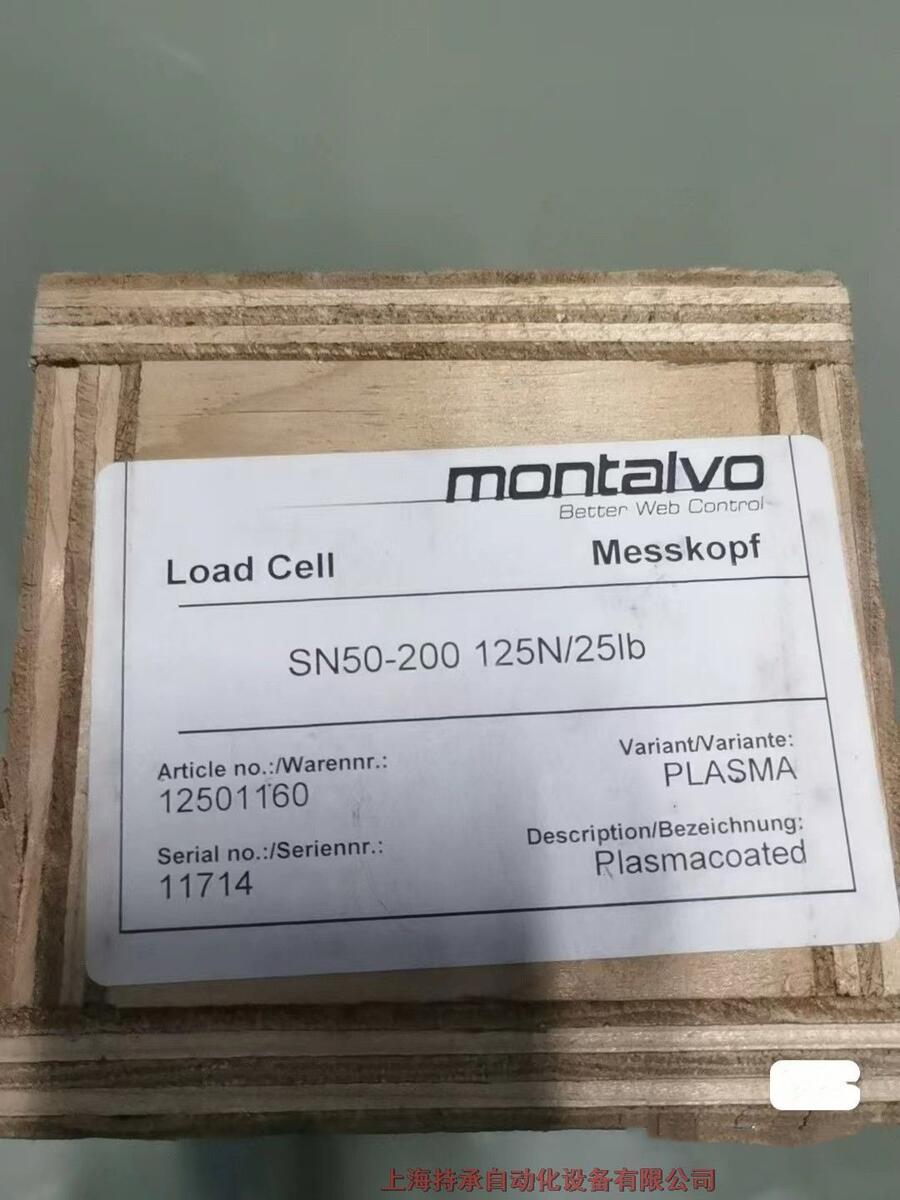 montalvo
Better Web Control
Load Cell Messkopf
SN50-200 125N/25lb
Article no.:/Warennr.: Variant/Variante:
12501160 PLASMA
Serial no.:/Seriennr.: Description/Bezeichnung:
11714 Plasmacoated
上海持承自动化设备有限公司